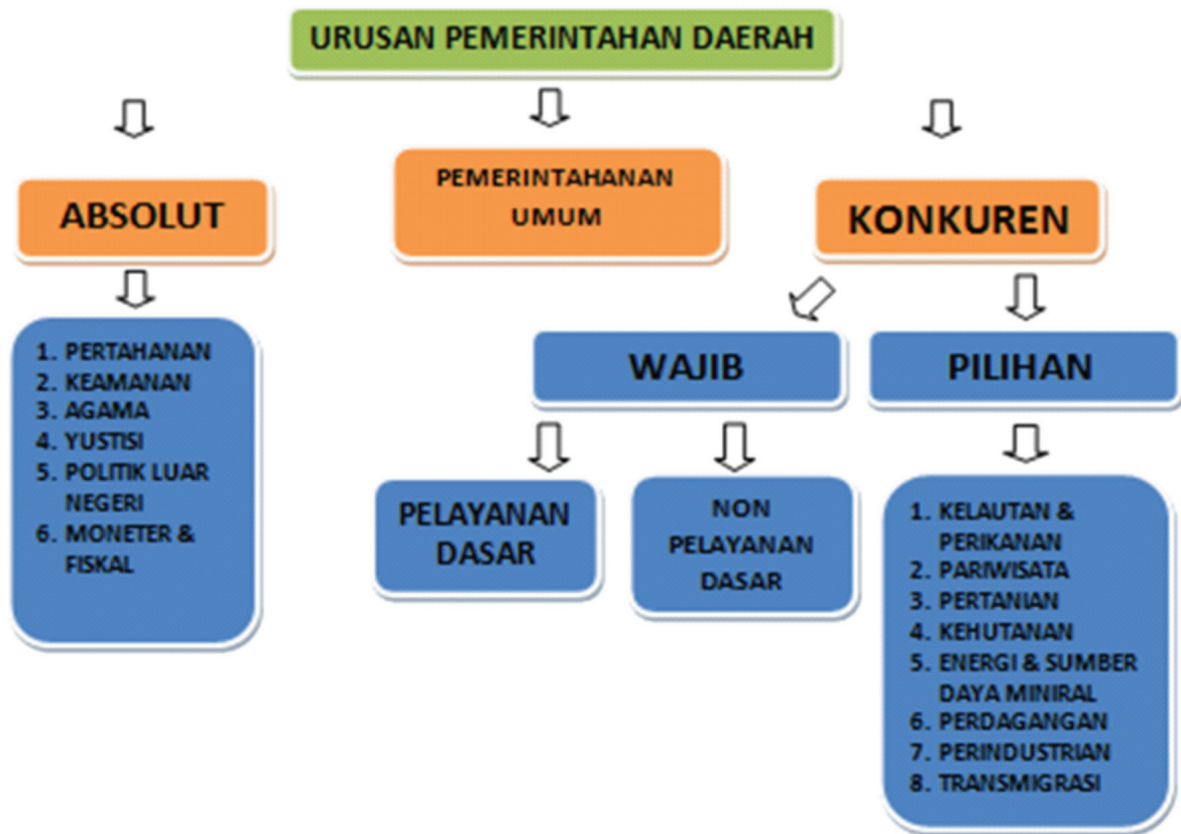 URUSAN PEMERINTAHAN DAERAH
ABSOLUT
PEMERINTAHANAN
UMUM
KONKUREN
1. PERTAHANAN
2. KEAMANAN
3. AGAMA
4. YUSTISI
5. POLITIK LUAR
NEGERI
6. MONETER &
FISKAL
WAJIB
PILIHAN
PELAYANAN
DASAR
NON
PELAYANAN
DASAR
1. KELAUTAN &
PERIKANAN
2. PARIWISATA
3. PERTANIAN
4. KEHUTANAN
5. ENERGI & SUMBER
DAYA MINIRAL
6. PERDAGANGAN
7. PERINDUSTRIAN
8. TRANSMIGRASI